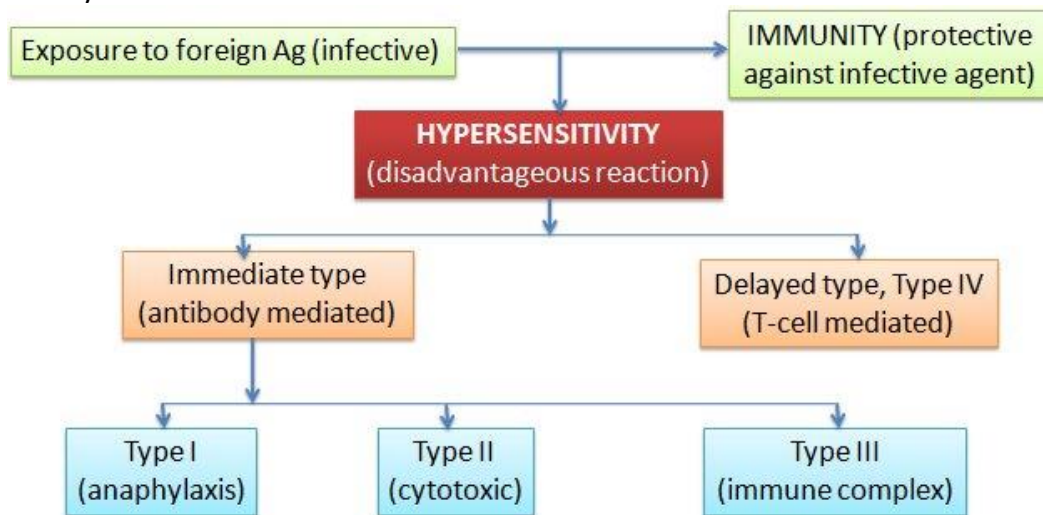 Exposure to foreign Ag (infective)
IMMUNITY (protective
against infective agent)
HYPERSENSITIVITY
(disadvantageous reaction)
Immediate type
(antibody mediated)
Delayed type, Type IV
(T-cell mediated)
Type I
(anaphylaxis)
Type II
(cytotoxic)
Type III
(immune complex)